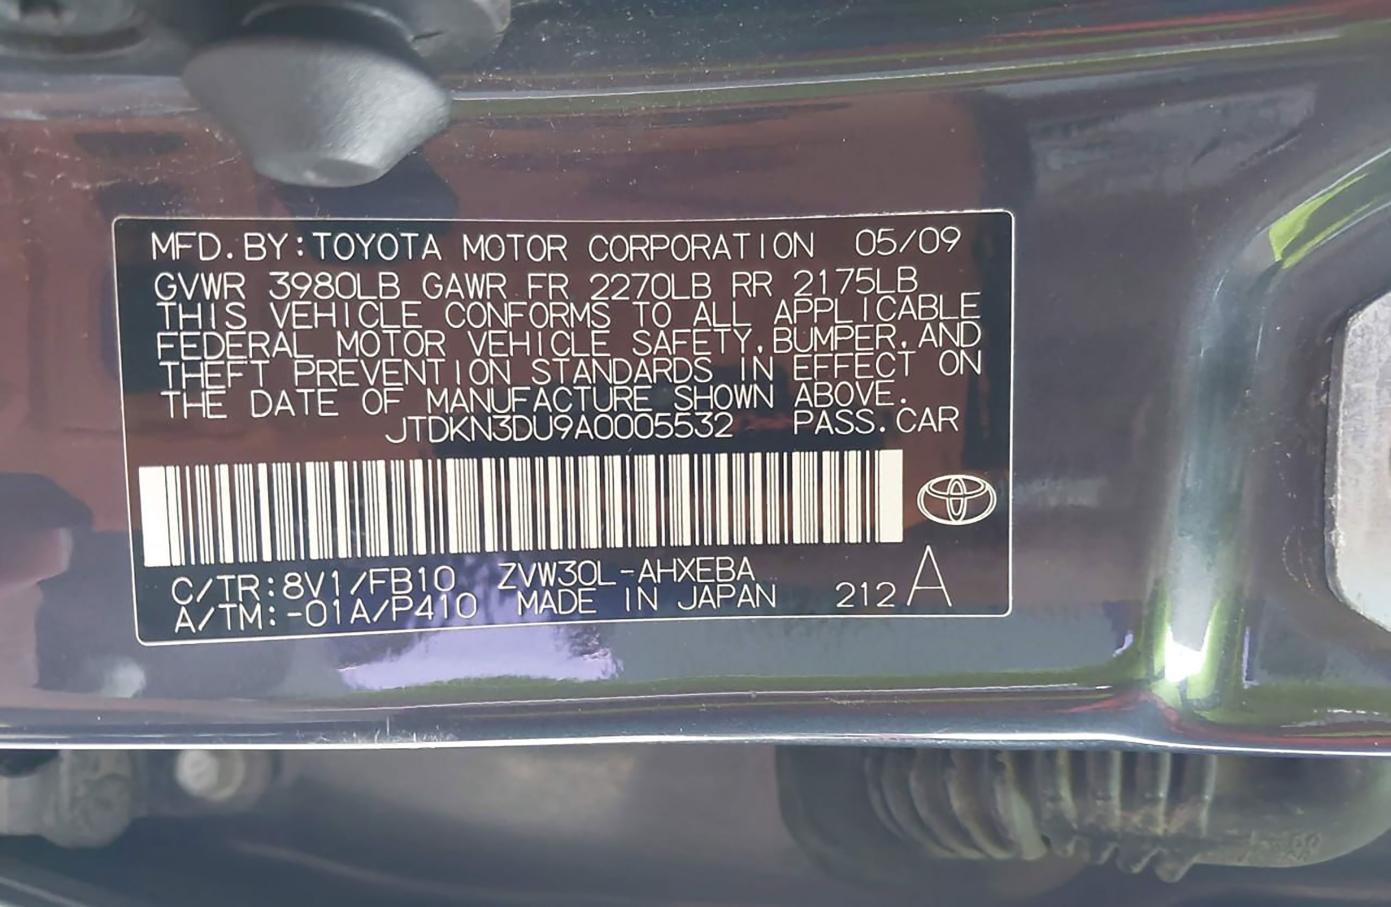 MFD. BY: TOYOTA MOTOR CORPORATION 05/09
GVWR 3980LB GAWR FR 2270LB RR 2175LB
THIS VEHICLE CONFORMS TO ALL APPLICABLE
FEDERAL MOTOR VEHICLE SAFETY, BUMPER, AND
THEFT PREVENTION STANDARDS IN EFFECT ON
THE DATE OF MANUFACTURE SHOWN ABOVE.
JTDKN3DU9A0005532 PASS. CAR
C/TR: 8V1/FB10 ZVW30L-AHXEBA
A/TM: -01A/P410 MADE IN JAPAN 212 A